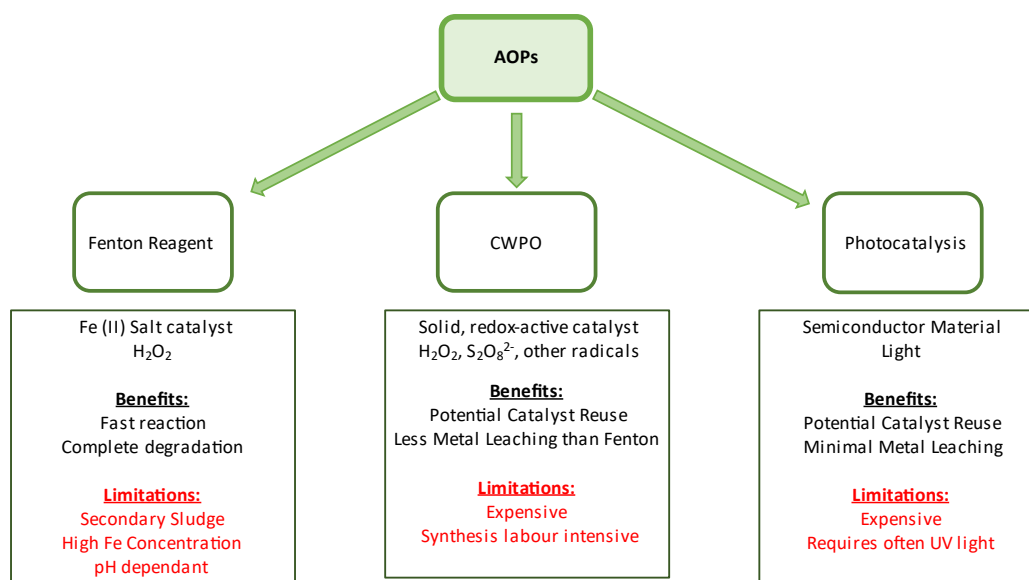 AOPs
Fenton Reagent
CWPO
Photocatalysis
Fe (II) Salt catalyst
H₂O₂
Benefits:
Fast reaction
Complete degradation
Limitations:
Secondary Sludge
High Fe Concentration
pH dependant
Solid, redox-active catalyst
H₂O₂, S₂O₈²⁻, other radicals
Benefits:
Potential Catalyst Reuse
Less Metal Leaching than Fenton
Limitations:
Expensive
Synthesis labour intensive
Semiconductor Material
Light
Benefits:
Potential Catalyst Reuse
Minimal Metal Leaching
Limitations:
Expensive
Requires often UV light